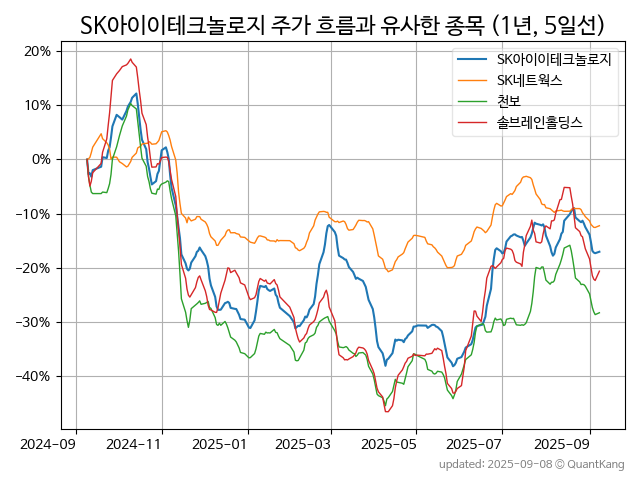 SK아이이테크놀로지 주가 흐름과 유사한 종목 (1년, 5일선)
SK아이이테크놀로지
SK네트웍스
천보
솔브레인홀딩스
20%
10%
0%
−10%
−20%
−30%
−40%
2024-09 2024-11 2025-01 2025-03 2025-05 2025-07 2025-09
updated: 2025-09-08 © QuantKang